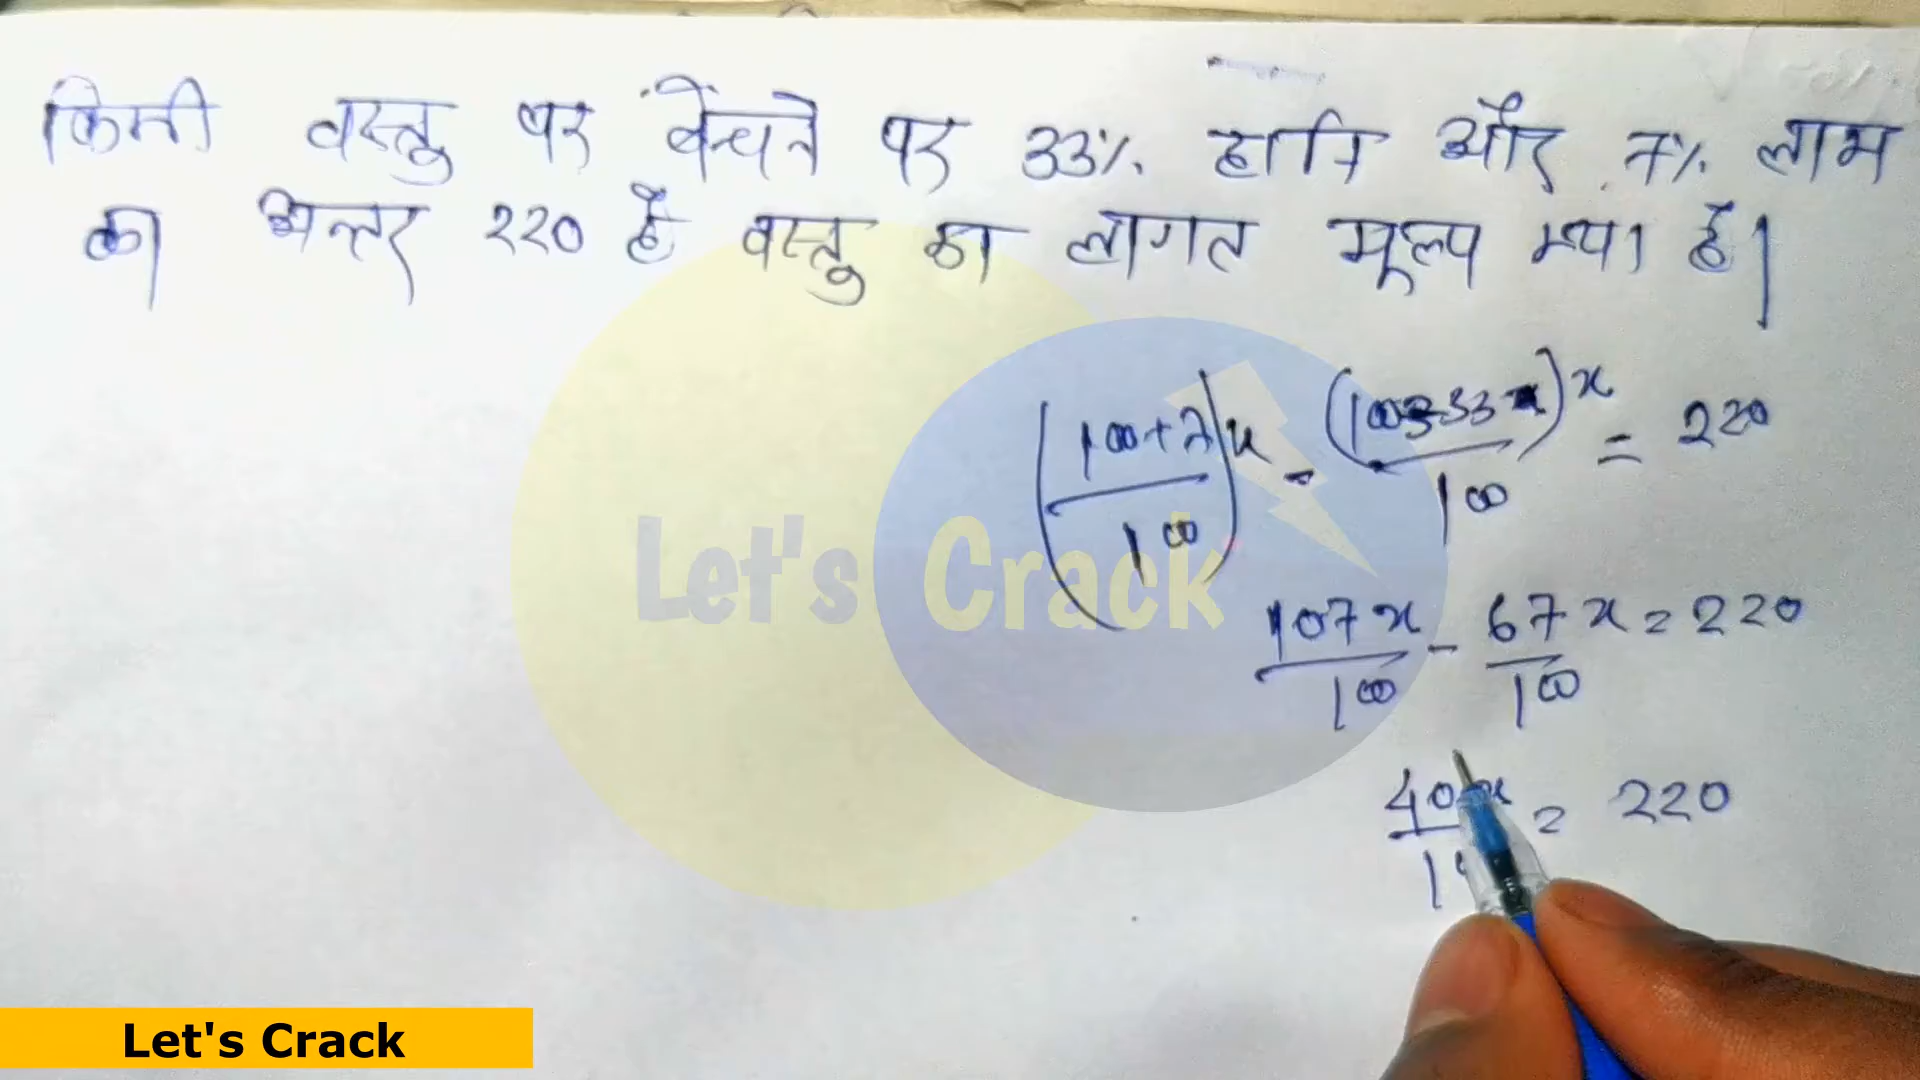 किसी वस्तु पर बेंचने पर 33% हानि और 7% लाभ
का अन्तर 220 है वस्तु का लागत मूल्य क्या है।
(100+7/100)x - (100-33/100)x = 220
107x/100 - 67x/100 = 220
40x/10 = 220
Let's Crack
Let's Crack